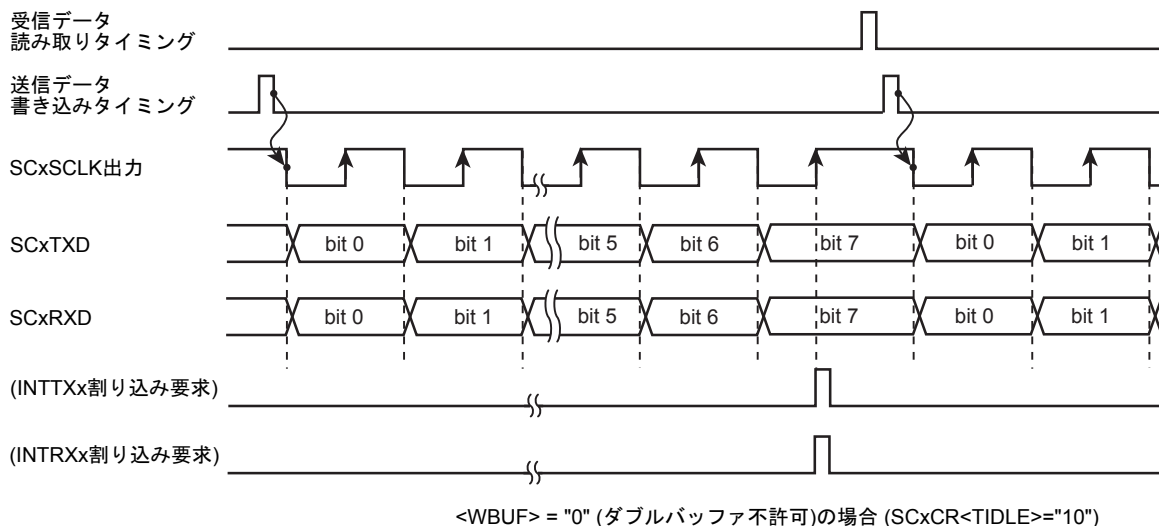 受信データ
読み取りタイミング
送信データ
書き込みタイミング
SCxSCLK出力
SCxTXD
bit 0 bit 1 bit 5 bit 6 bit 7 bit 0 bit 1
SCxRXD
bit 0 bit 1 bit 5 bit 6 bit 7 bit 0 bit 1
(INTTXx割り込み要求)
(INTRXx割り込み要求)
<WBUF> = "0" (ダブルバッファ不許可)の場合 (SCxCR<TIDLE>="10")